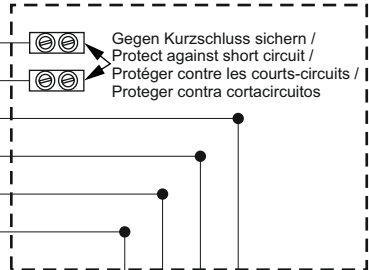 Gegen Kurzschluss sichern /
Protect against short circuit /
Protéger contre les courts-circuits /
Proteger contra cortacircuitos